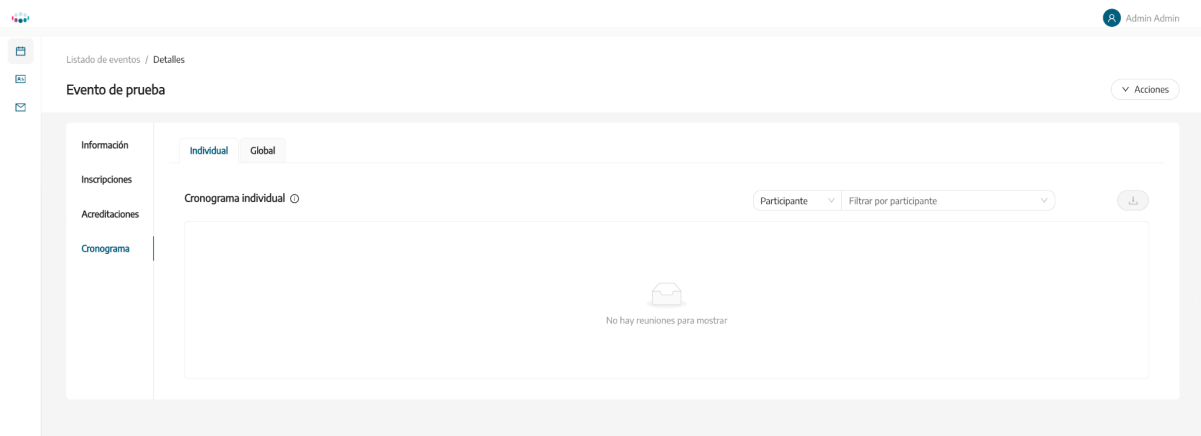 Admin Admin
Listado de eventos / Detalles
Evento de prueba
Acciones
Información
Inscripciones
Acreditaciones
Cronograma
Individual
Global
Cronograma individual
Participante
Filtrar por participante
No hay reuniones para mostrar